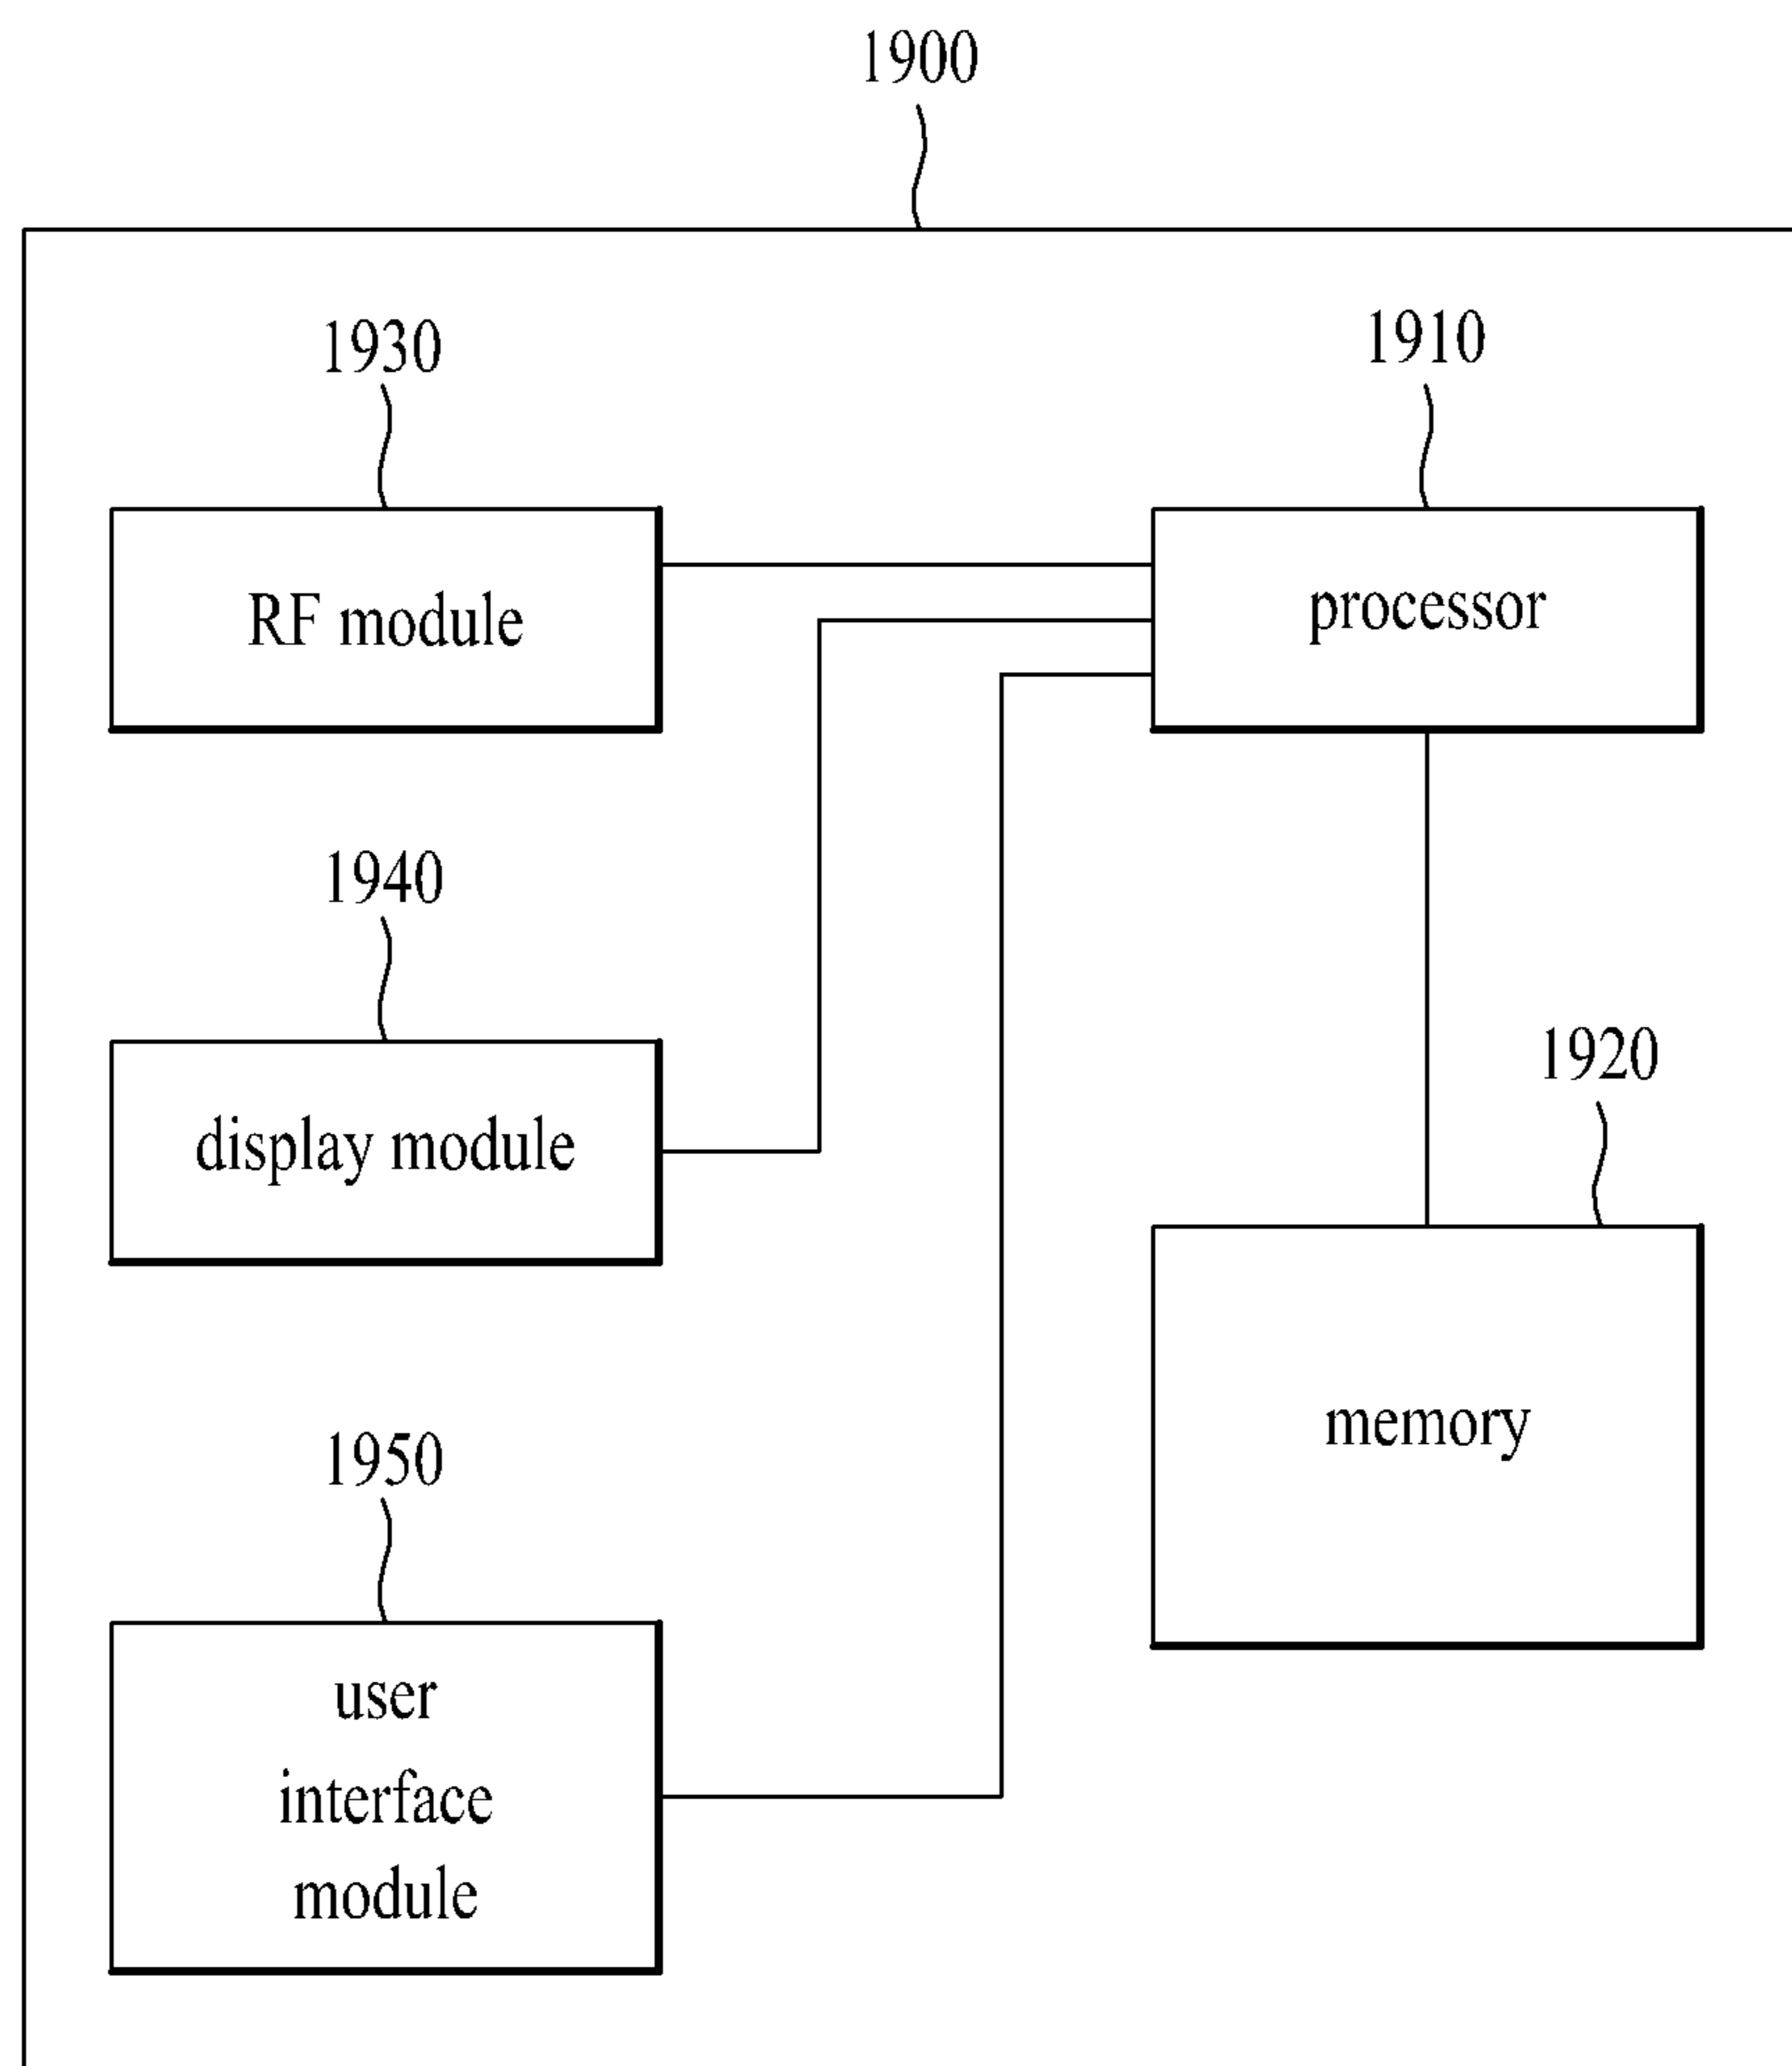 1900
1930
1910
RF module
processor
1940
display module
1920
memory
1950
user
interface
module